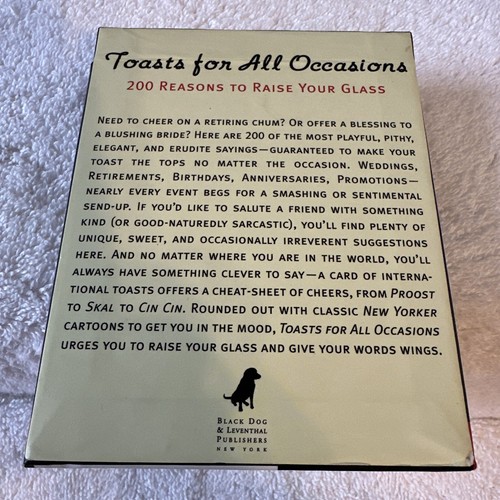 Toasts for All Occasions
200 Reasons to Raise Your Glass
Need to cheer on a retiring chum? Or offer a blessing to
a blushing bride? Here are 200 of the most playful, pithy,
elegant, and erudite sayings—guaranteed to make your
toast the tops no matter the occasion. Weddings,
Retirements, Birthdays, Anniversaries, Promotions—
nearly every event begs for a smashing or sentimental
send-up. If you'd like to salute a friend with something
kind (or good-naturedly sarcastic), you'll find plenty of
unique, sweet, and occasionally irreverent suggestions
here. And no matter where you are in the world, you'll
always have something clever to say—a card of interna-
tional toasts offers a cheat-sheet of cheers, from Proost
to Skal to Cin Cin. Rounded out with classic New Yorker
cartoons to get you in the mood, Toasts for All Occasions
urges you to raise your glass and give your words wings.
Black Dog
& Leventhal
Publishers
New York